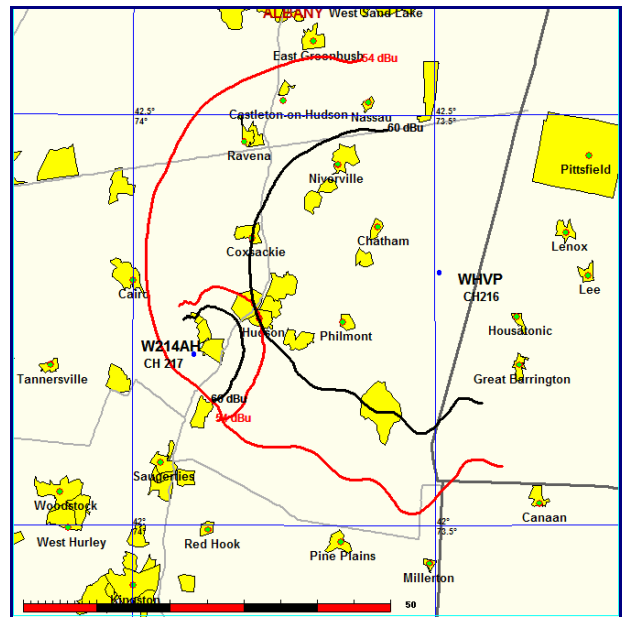 ALBANY West Sand Lake
East Greenbush
54 dBu
Castleton-on-Hudson
Nassau
42.5°
74°
42.5°
73.5°
60 dBu
Ravena
Niverville
Pittsfield
Coxsackie
Chatham
Lenox
Cairo
WHVP
CH216
Lee
Hudson
Philmont
Housatonic
W214AH
CH 217
Tannersville
Great Barrington
60 dBu
54 dBu
Saugerties
Woodstock
42°
74°
42°
73.5°
Canaan
West Hurley
Red Hook
Pine Plains
Millerton
Kingston
50